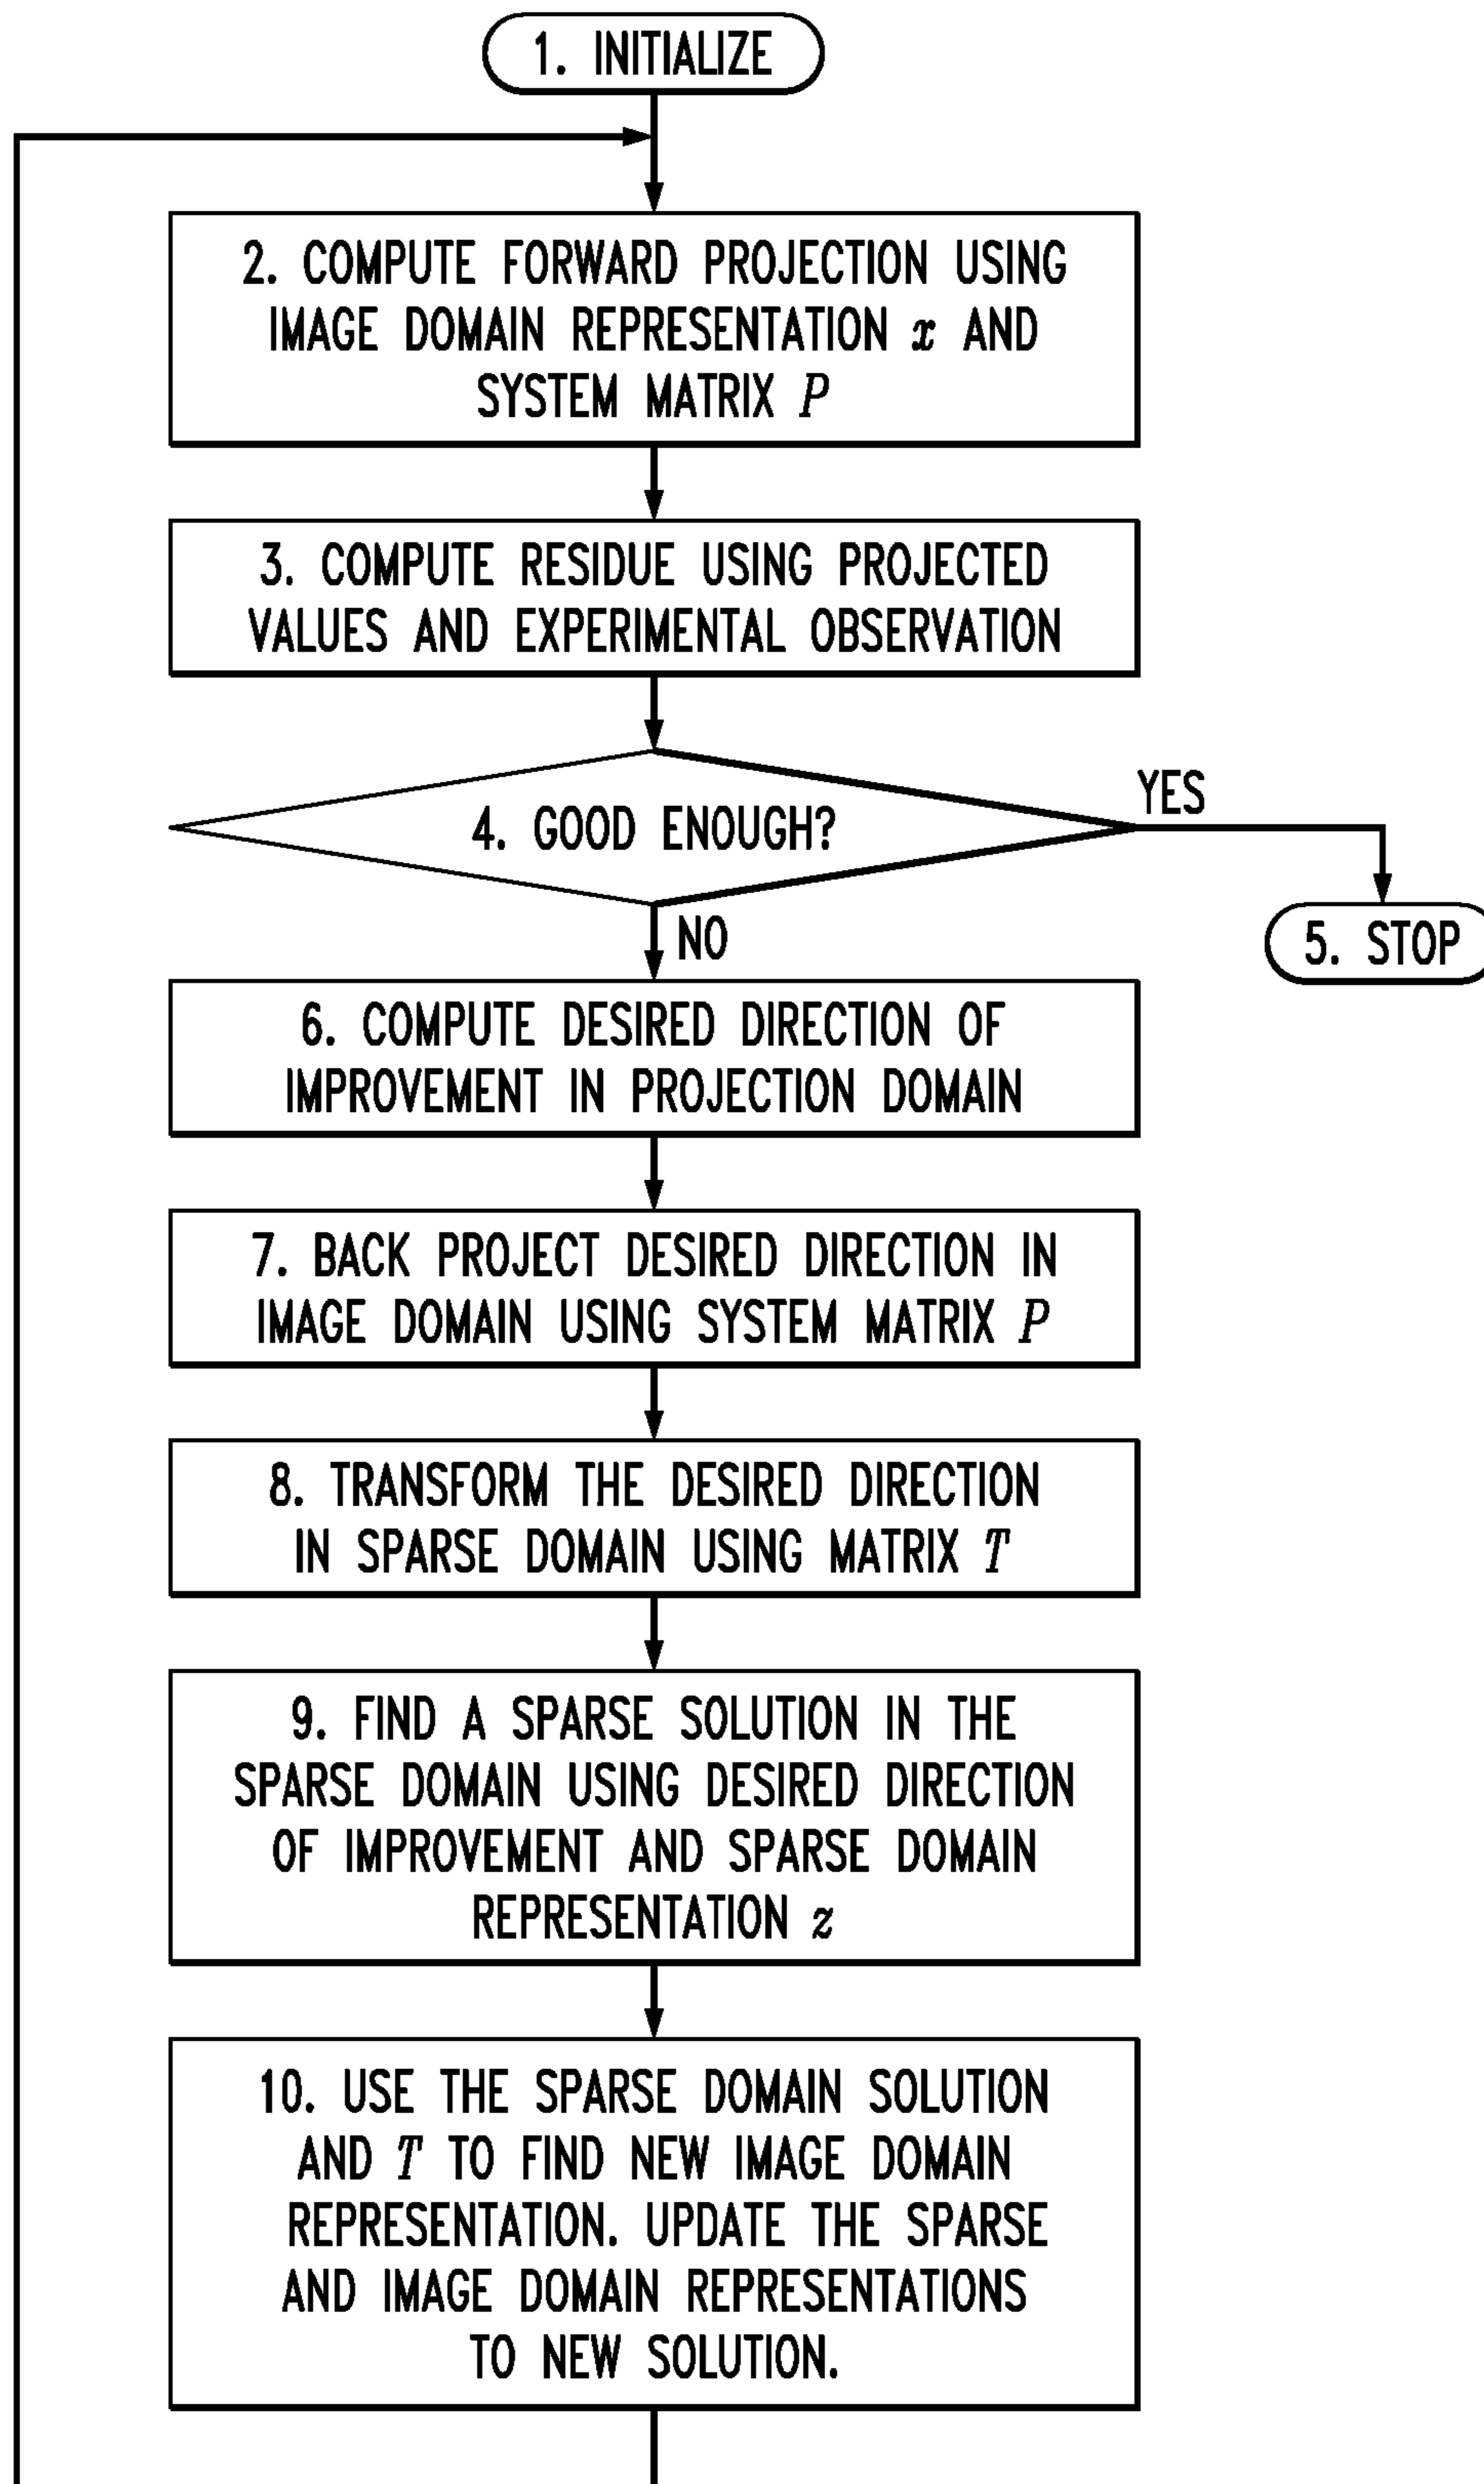 1. INITIALIZE
2. COMPUTE FORWARD PROJECTION USING
IMAGE DOMAIN REPRESENTATION x AND
SYSTEM MATRIX P
3. COMPUTE RESIDUE USING PROJECTED
VALUES AND EXPERIMENTAL OBSERVATION
4. GOOD ENOUGH?
YES
NO
5. STOP
6. COMPUTE DESIRED DIRECTION OF
IMPROVEMENT IN PROJECTION DOMAIN
7. BACK PROJECT DESIRED DIRECTION IN
IMAGE DOMAIN USING SYSTEM MATRIX P
8. TRANSFORM THE DESIRED DIRECTION
IN SPARSE DOMAIN USING MATRIX T
9. FIND A SPARSE SOLUTION IN THE
SPARSE DOMAIN USING DESIRED DIRECTION
OF IMPROVEMENT AND SPARSE DOMAIN
REPRESENTATION z
10. USE THE SPARSE DOMAIN SOLUTION
AND T TO FIND NEW IMAGE DOMAIN
REPRESENTATION. UPDATE THE SPARSE
AND IMAGE DOMAIN REPRESENTATIONS
TO NEW SOLUTION.